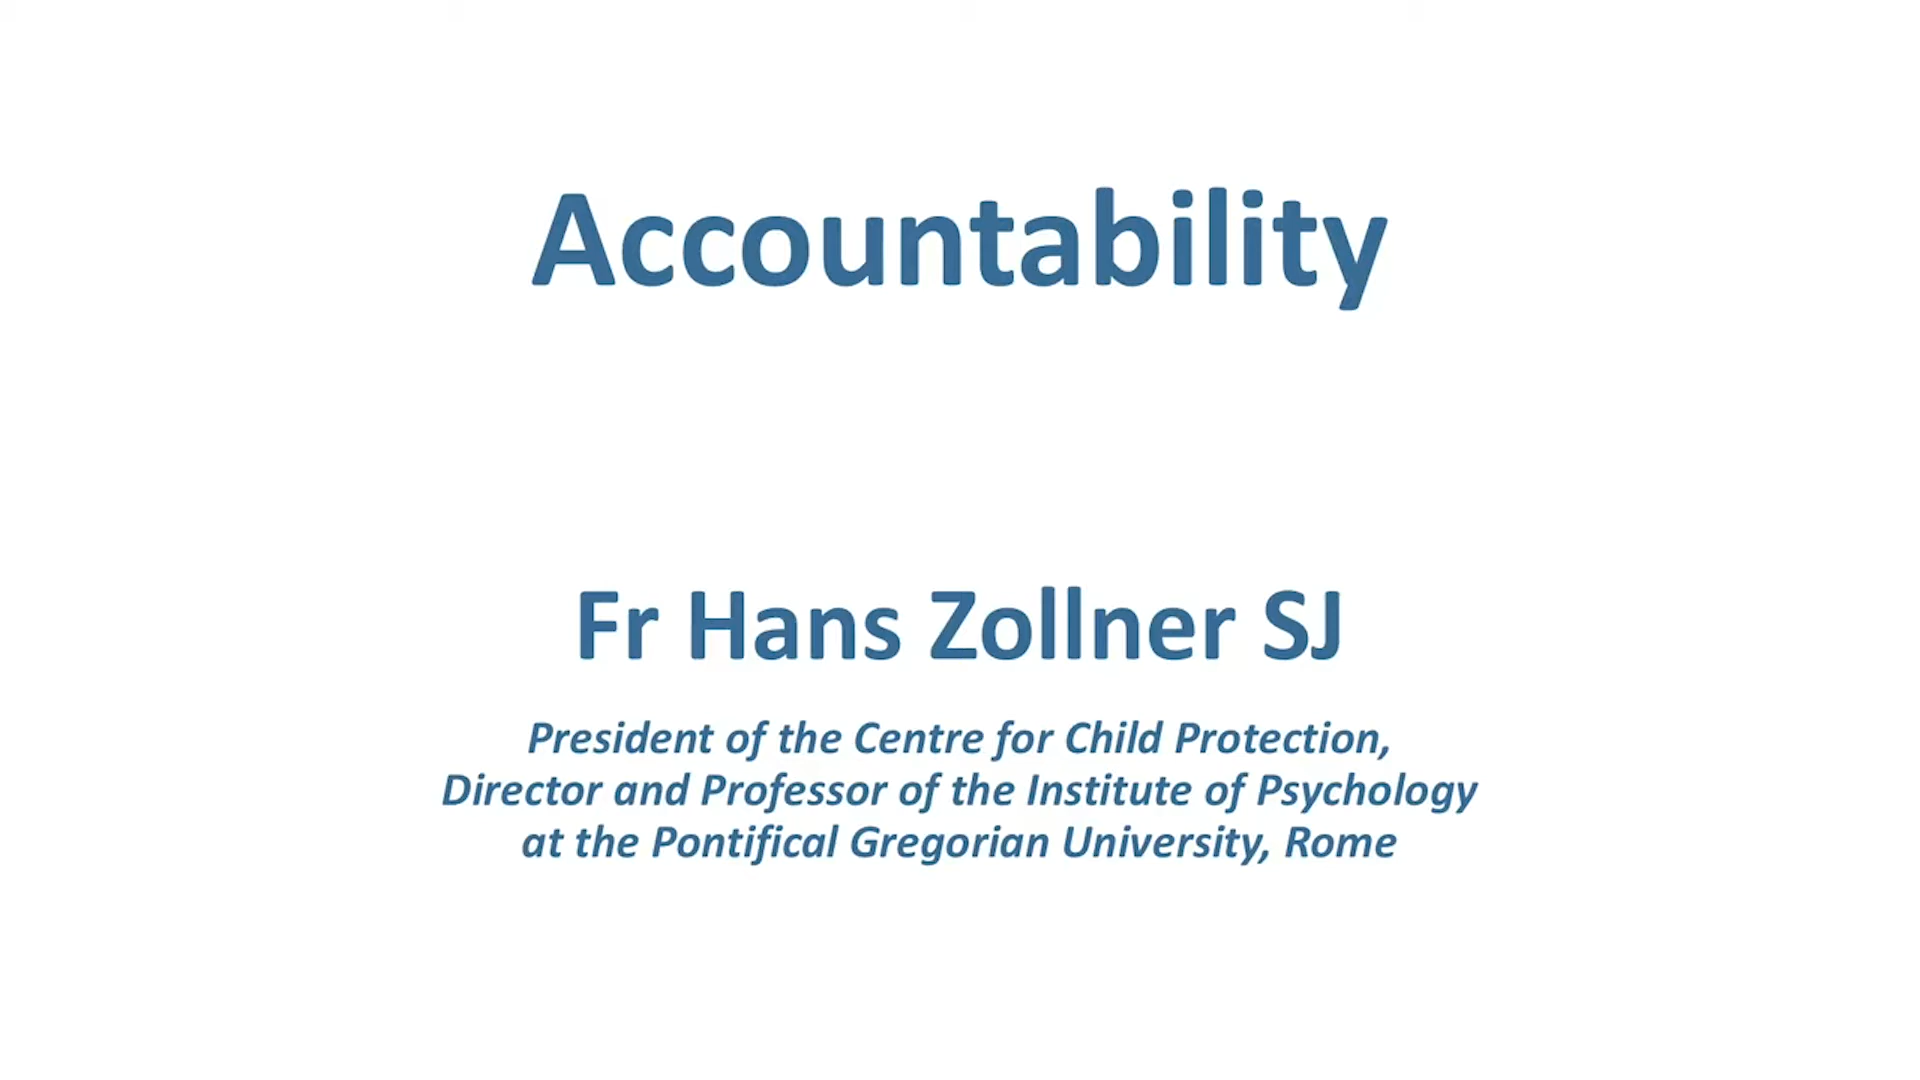 Accountability
Fr Hans Zollner SJ
President of the Centre for Child Protection,
Director and Professor of the Institute of Psychology
at the Pontifical Gregorian University, Rome